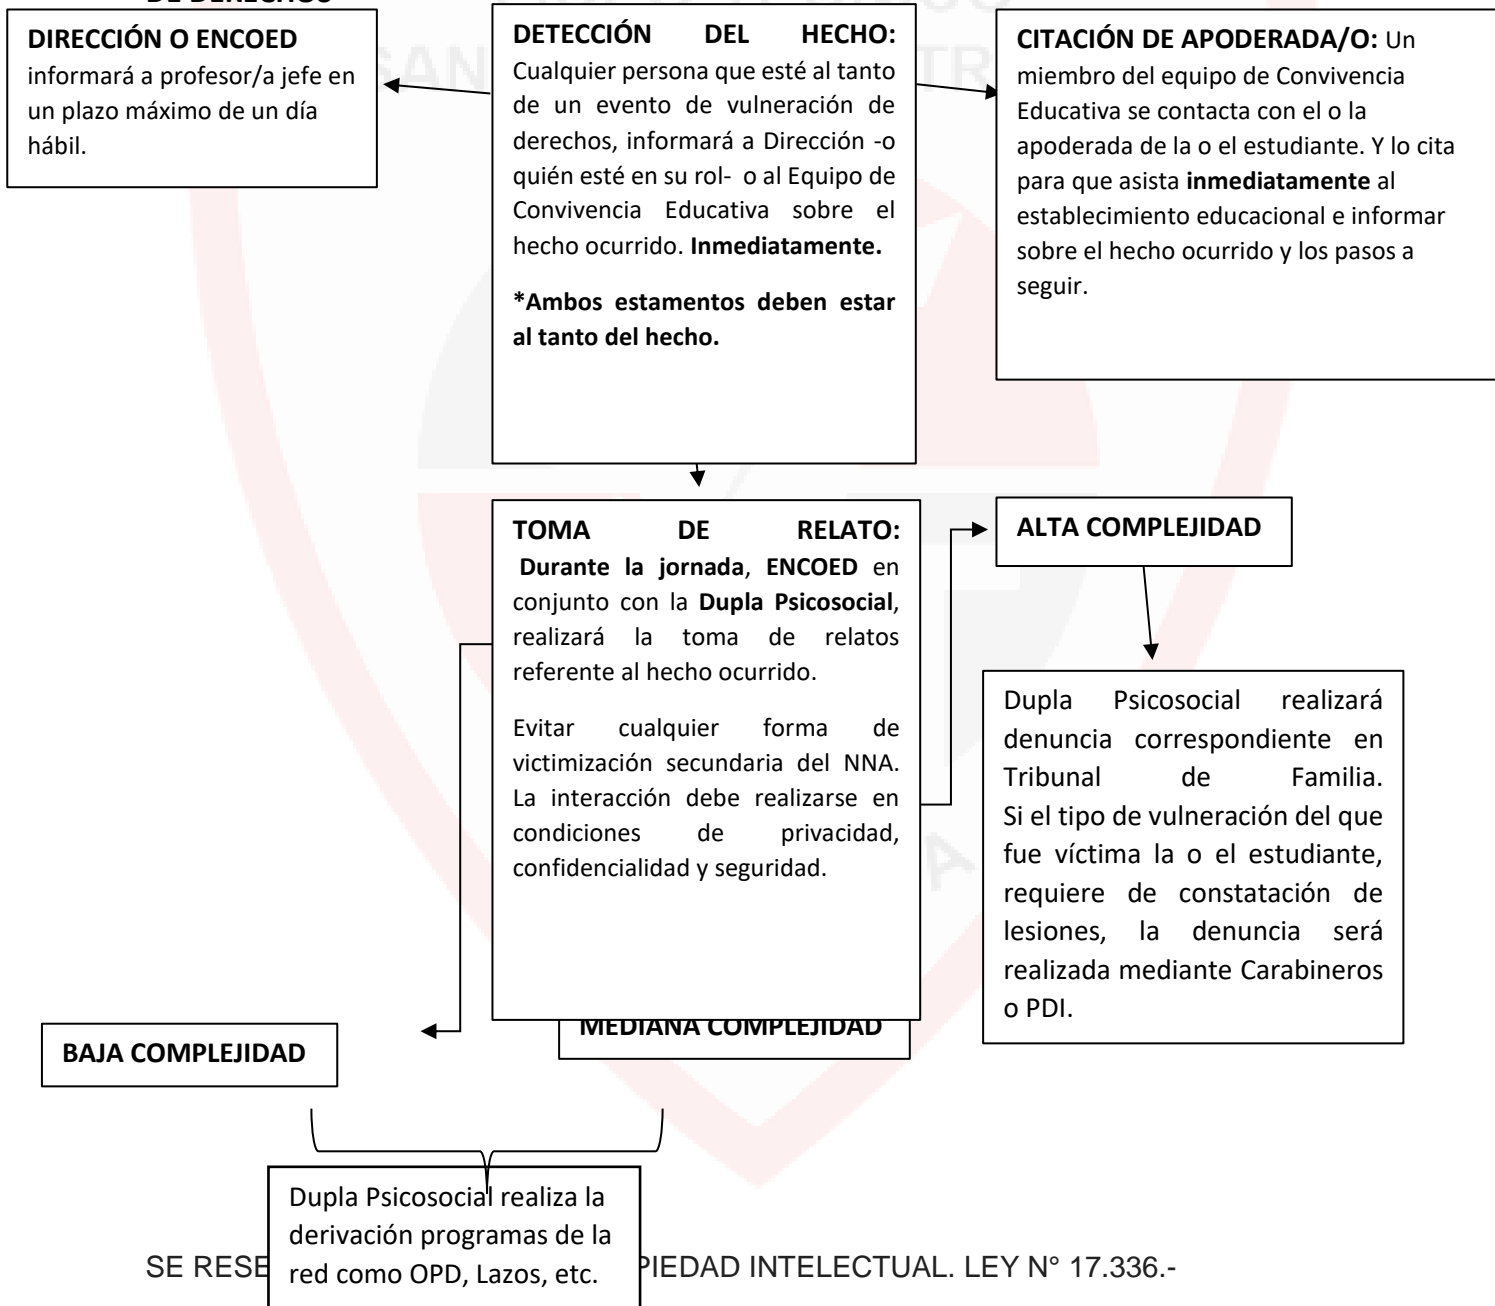 DE DERECHOS
DIRECCIÓN O ENCOED
informará a profesor/a jefe en
un plazo máximo de un día
hábil.
DETECCIÓN DEL HECHO:
Cualquier persona que esté al tanto
de un evento de vulneración de
derechos, informará a Dirección -o
quién esté en su rol- o al Equipo de
Convivencia Educativa sobre el
hecho ocurrido. Inmediatamente.
*Ambos estamentos deben estar
al tanto del hecho.
CITACIÓN DE APODERADA/O: Un
miembro del equipo de Convivencia
Educativa se contacta con el o la
apoderada de la o el estudiante. Y lo cita
para que asista inmediatamente al
establecimiento educacional e informar
sobre el hecho ocurrido y los pasos a
seguir.
TOMA DE RELATO:
Durante la jornada, ENCOED en
conjunto con la Dupla Psicosocial,
realizará la toma de relatos
referente al hecho ocurrido.
Evitar cualquier forma de
victimización secundaria del NNA.
La interacción debe realizarse en
condiciones de privacidad,
confidencialidad y seguridad.
ALTA COMPLEJIDAD
Dupla Psicosocial realizará
denuncia correspondiente en
Tribunal de Familia.
Si el tipo de vulneración del que
fue víctima la o el estudiante,
requiere de constatación de
lesiones, la denuncia será
realizada mediante Carabineros
o PDI.
MEDIANA COMPLEJIDAD
BAJA COMPLEJIDAD
Dupla Psicosocial realiza la
derivación programas de la
red como OPD, Lazos, etc.
SE RESE PIEDAD INTELECTUAL. LEY N° 17.336.-